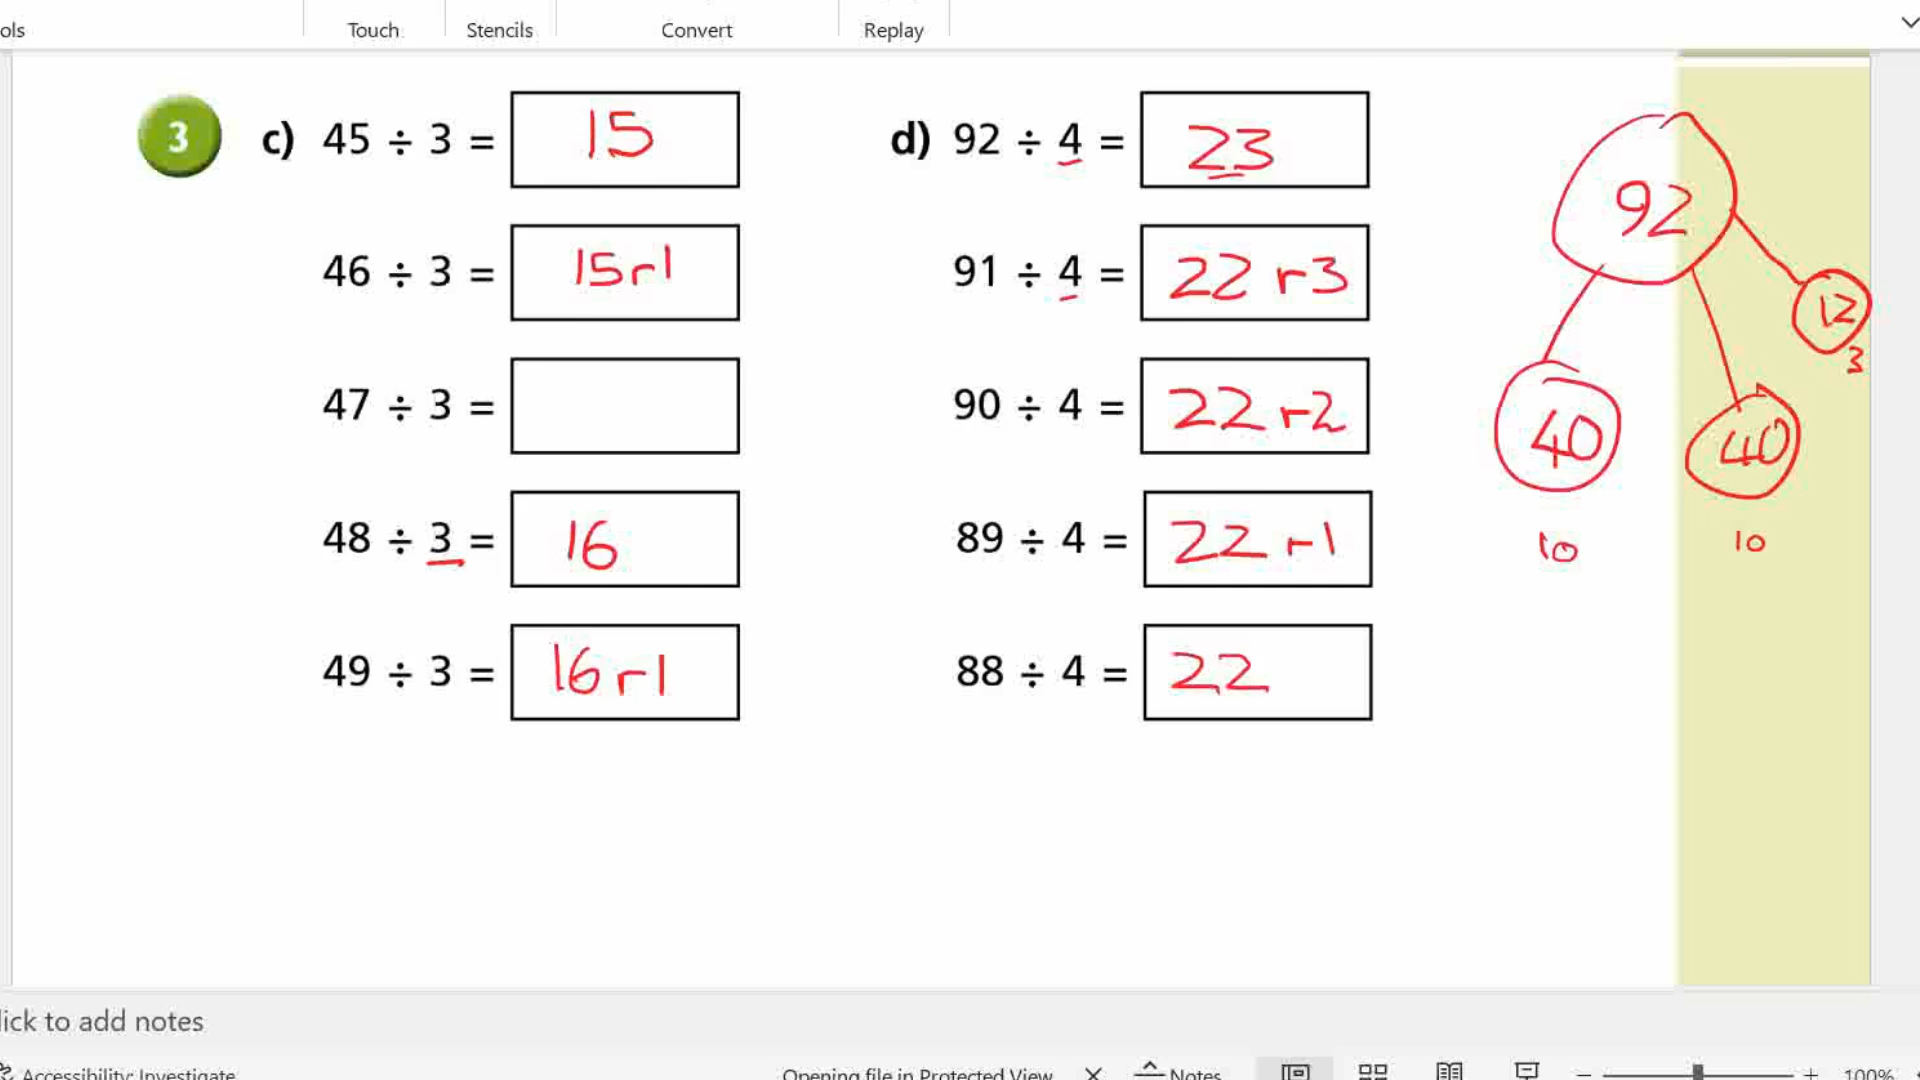 ols Touch Stencils Convert Replay
3 c) 45 ÷ 3 = 15
46 ÷ 3 = 15 r1
47 ÷ 3 =
48 ÷ 3 = 16
49 ÷ 3 = 16 r1
d) 92 ÷ 4 = 23
91 ÷ 4 = 22 r3
90 ÷ 4 = 22 r2
89 ÷ 4 = 22 r1
88 ÷ 4 = 22
92
12
3
40 40
10 10
lick to add notes
Accessibility: Investigate Opening file in Protected View Notes 100%